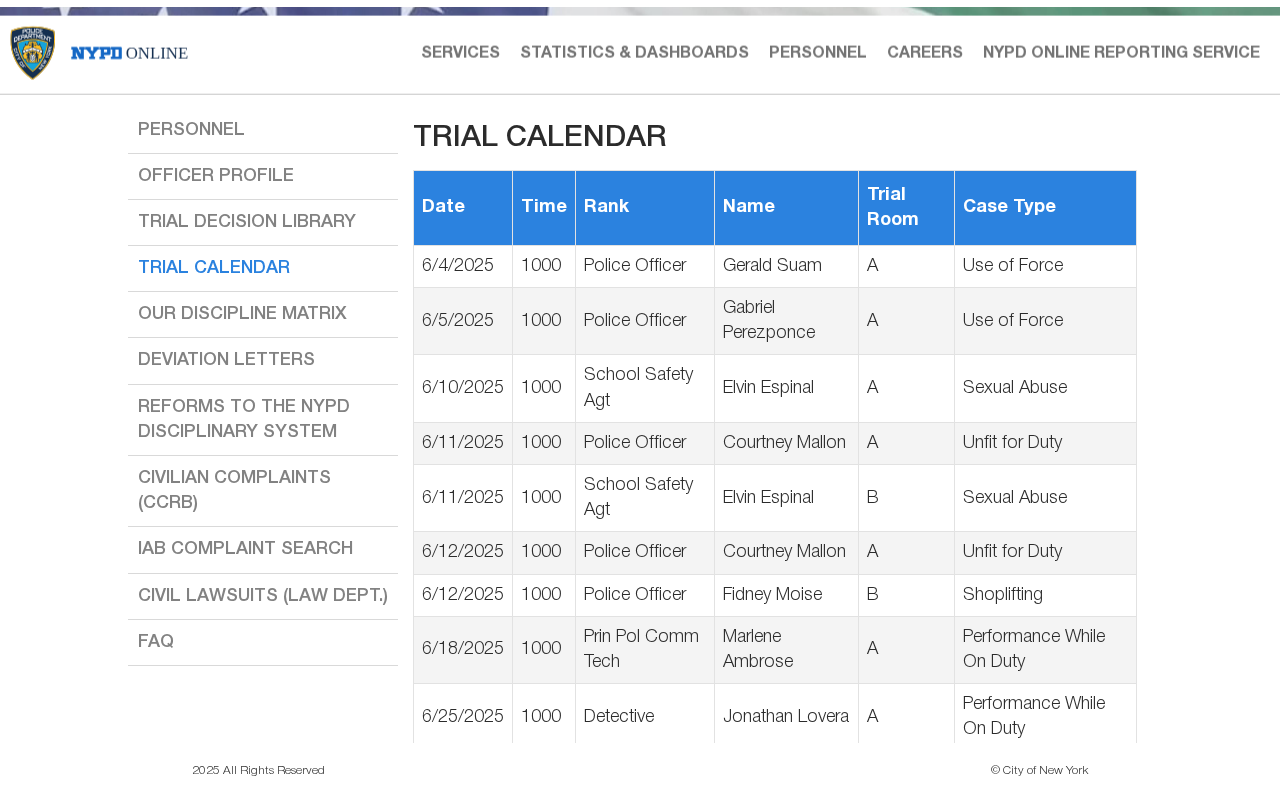 NYPD ONLINE
SERVICES STATISTICS & DASHBOARDS PERSONNEL CAREERS NYPD ONLINE REPORTING SERVICE
PERSONNEL
OFFICER PROFILE
TRIAL DECISION LIBRARY
TRIAL CALENDAR
OUR DISCIPLINE MATRIX
DEVIATION LETTERS
REFORMS TO THE NYPD
DISCIPLINARY SYSTEM
CIVILIAN COMPLAINTS
(CCRB)
IAB COMPLAINT SEARCH
CIVIL LAWSUITS (LAW DEPT.)
FAQ
TRIAL CALENDAR
Date Time Rank Name Trial Room Case Type
6/4/2025 1000 Police Officer Gerald Suam A Use of Force
6/5/2025 1000 Police Officer Gabriel Perezponce A Use of Force
6/10/2025 1000 School Safety Agt Elvin Espinal A Sexual Abuse
6/11/2025 1000 Police Officer Courtney Mallon A Unfit for Duty
6/11/2025 1000 School Safety Agt Elvin Espinal B Sexual Abuse
6/12/2025 1000 Police Officer Courtney Mallon A Unfit for Duty
6/12/2025 1000 Police Officer Fidney Moise B Shoplifting
6/18/2025 1000 Prin Pol Comm Tech Marlene Ambrose A Performance While On Duty
6/25/2025 1000 Detective Jonathan Lovera A Performance While On Duty
2025 All Rights Reserved
© City of New York